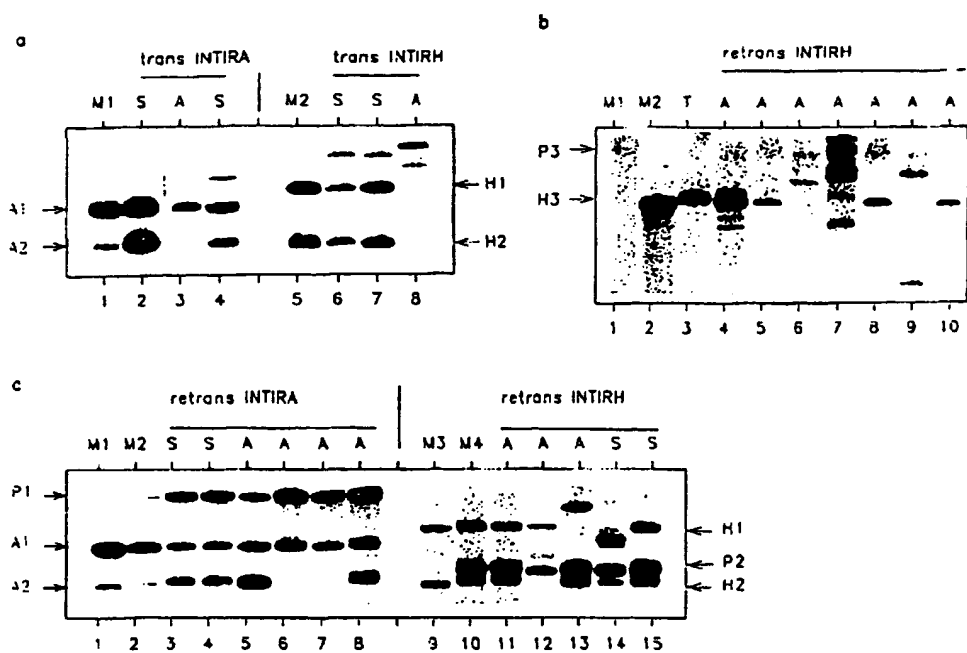 a
trans INTIRA
trans INTIRH
M1 S A S M2 S S A
A1
A2
H1
H2
1 2 3 4 5 6 7 8
b
retrans INTIRH
M1 M2 T A A A A A A A
P3
H3
1 2 3 4 5 6 7 8 9 10
c
retrans INTIRA
retrans INTIRH
M1 M2 S S A A A A M3 M4 A A A S S
P1
A1
A2
H1
P2
H2
1 2 3 4 5 6 7 8 9 10 11 12 13 14 15